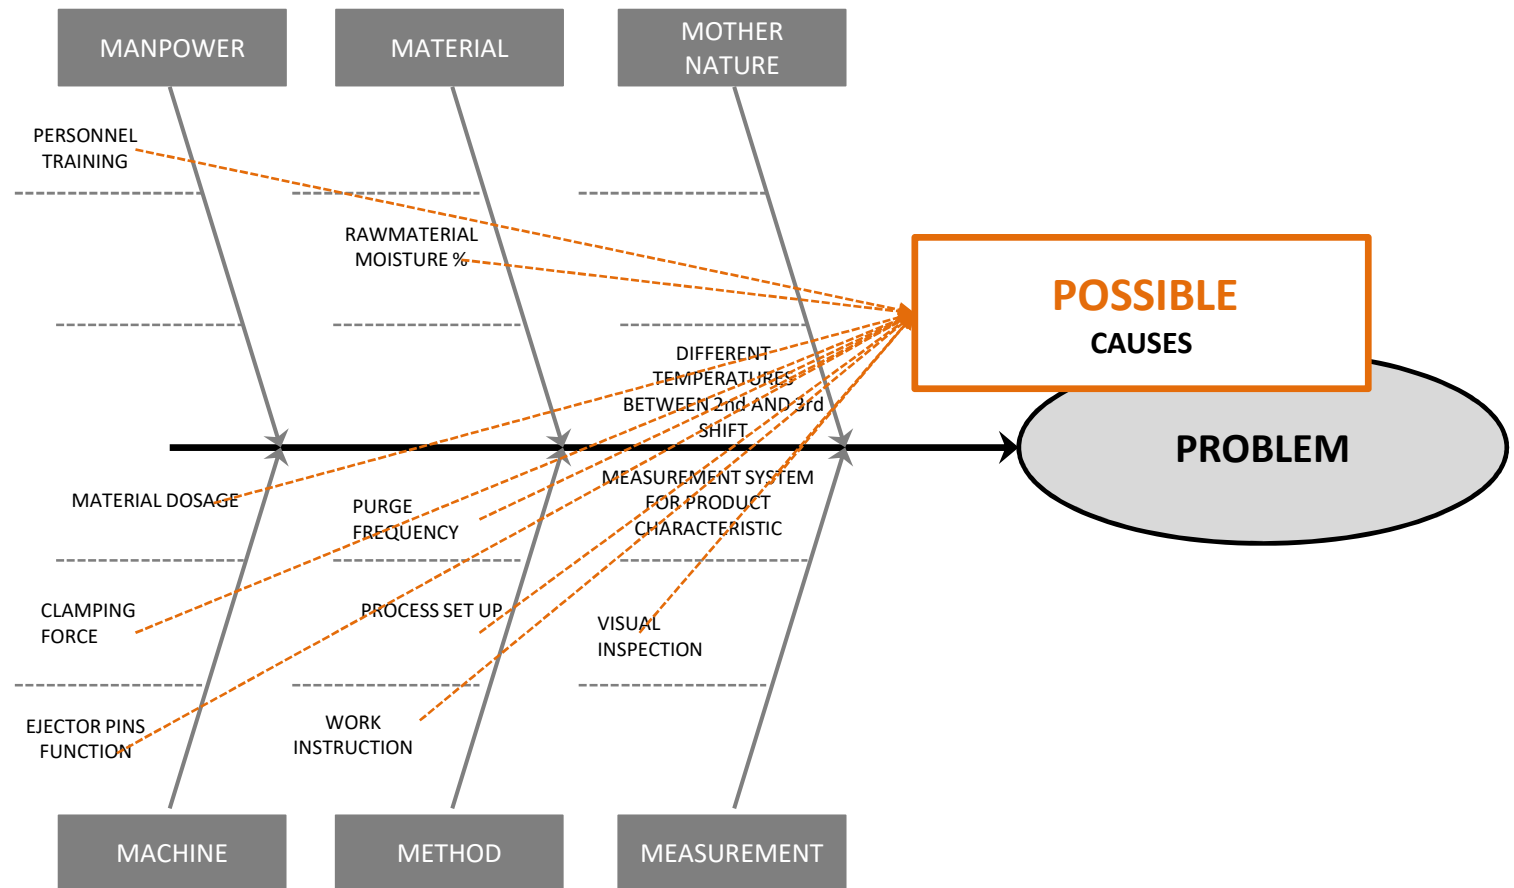 MANPOWER
MATERIAL
MOTHER
NATURE
PERSONNEL
TRAINING
RAWMATERIAL
MOISTURE %
POSSIBLE
CAUSES
DIFFERENT
TEMPERATURES
BETWEEN 2nd AND 3rd
SHIFT
PROBLEM
MATERIAL DOSAGE
PURGE
FREQUENCY
MEASUREMENT SYSTEM
FOR PRODUCT
CHARACTERISTIC
CLAMPING
FORCE
PROCESS SET UP
VISUAL
INSPECTION
EJECTOR PINS
FUNCTION
WORK
INSTRUCTION
MACHINE
METHOD
MEASUREMENT